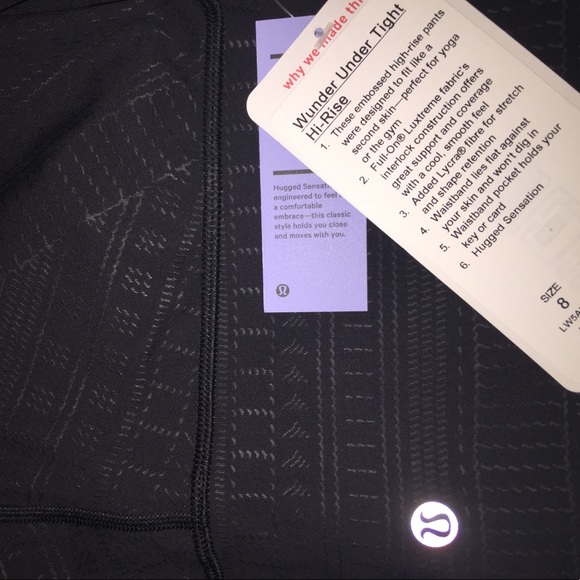 why we made thi
Wunder Under Tight
Hi-Rise
1. These embossed high-rise pants
were designed to fit like a
second skin—perfect for yoga
or the gym
2. Full-On® Luxtreme fabric's
interlock construction offers
great support and coverage
with a cool, smooth feel
3. Added Lycra® fibre for stretch
and shape retention
4. Waistband lies flat against
your skin and won't dig in
5. Waistband pocket holds your
key or card
6. Hugged Sensation
SIZE
8
LW5A
Hugged Sensati
engineered to feel
a comfortable
embrace—this classic
style holds you close
and moves with you.